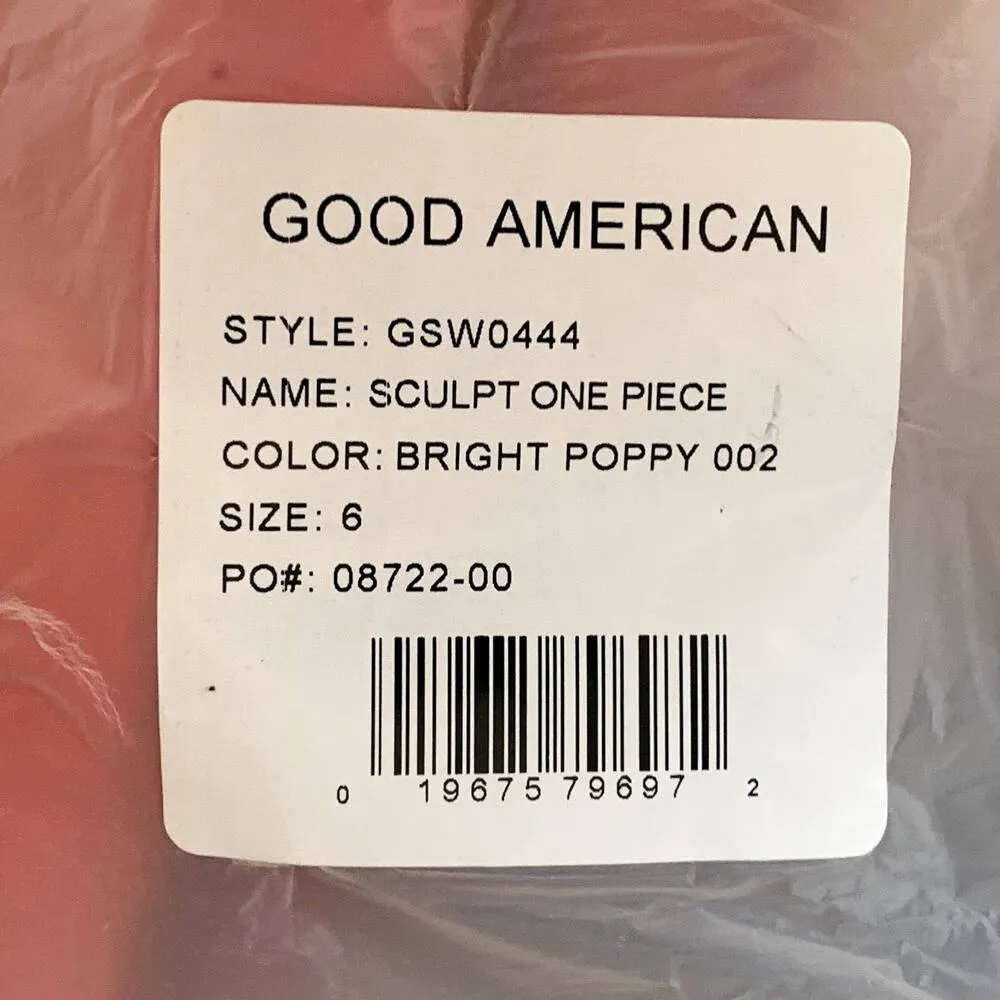 GOOD AMERICAN
STYLE: GSW0444
NAME: SCULPT ONE PIECE
COLOR: BRIGHT POPPY 002
SIZE: 6
PO#: 08722-00
0 19675 79697 2